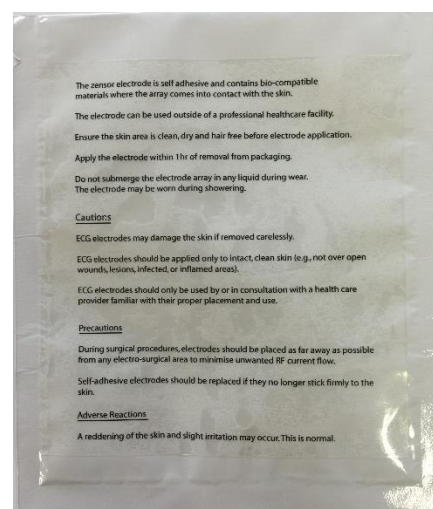 The zensor electrode is self adhesive and contains bio-compatible
materials where the array comes into contact with the skin.
The electrode can be used outside of a professional healthcare facility.
Ensure the skin area is clean, dry and hair free before electrode application.
Apply the electrode within 1hr of removal from packaging.
Do not submerge the electrode array in any liquid during wear.
The electrode may be worn during showering.
Cautions
ECG electrodes may damage the skin if removed carelessly.
ECG electrodes should be applied only to intact, clean skin (e.g., not over open
wounds, lesions, infected, or inflamed areas).
ECG electrodes should only be used by or in consultation with a health care
provider familiar with their proper placement and use.
Precautions
During surgical procedures, electrodes should be placed as far away as possible
from any electro-surgical area to minimise unwanted RF current flow.
Self-adhesive electrodes should be replaced if they no longer stick firmly to the
skin.
Adverse Reactions
A reddening of the skin and slight irritation may occur. This is normal.